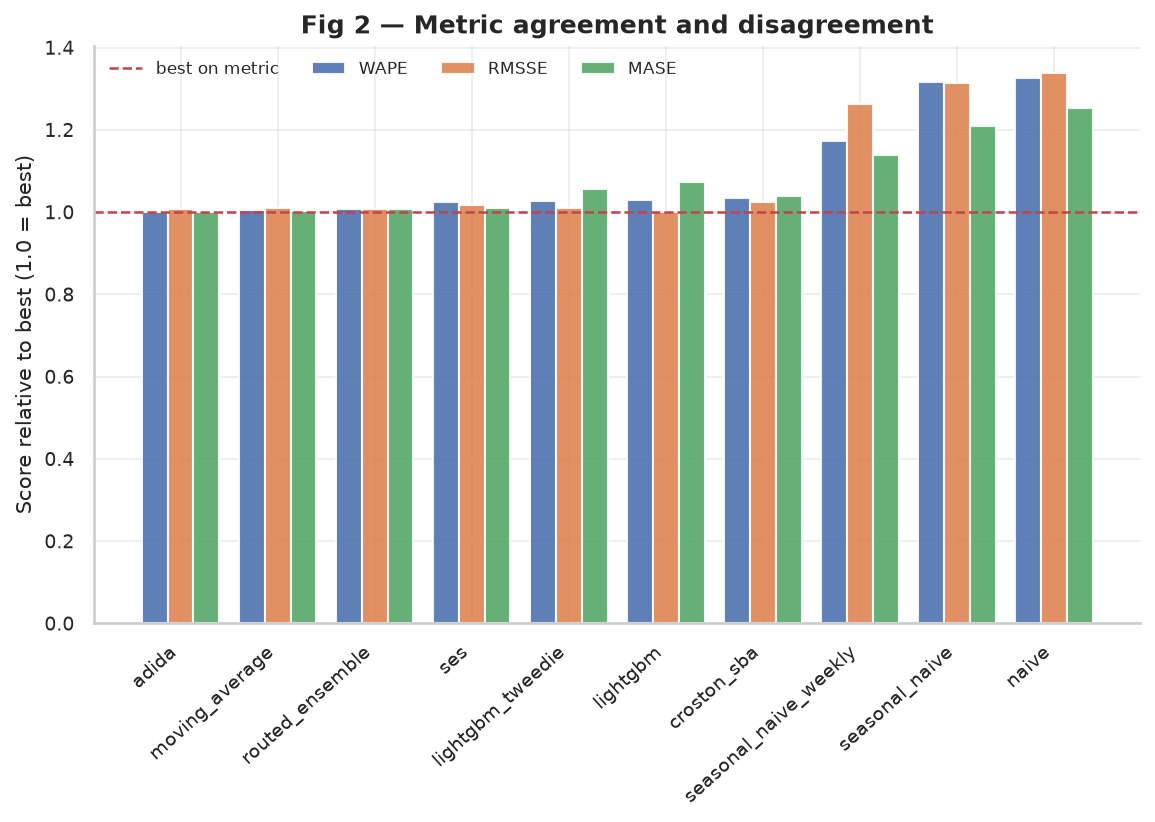 Fig 2 — Metric agreement and disagreement
best on metric WAPE RMSSE MASE
Score relative to best (1.0 = best)
1.4
1.2
1.0
0.8
0.6
0.4
0.2
0.0
adida
moving_average
routed_ensemble
ses
lightgbm_tweedie
lightgbm
croston_sba
seasonal_naive_weekly
seasonal_naive
naive